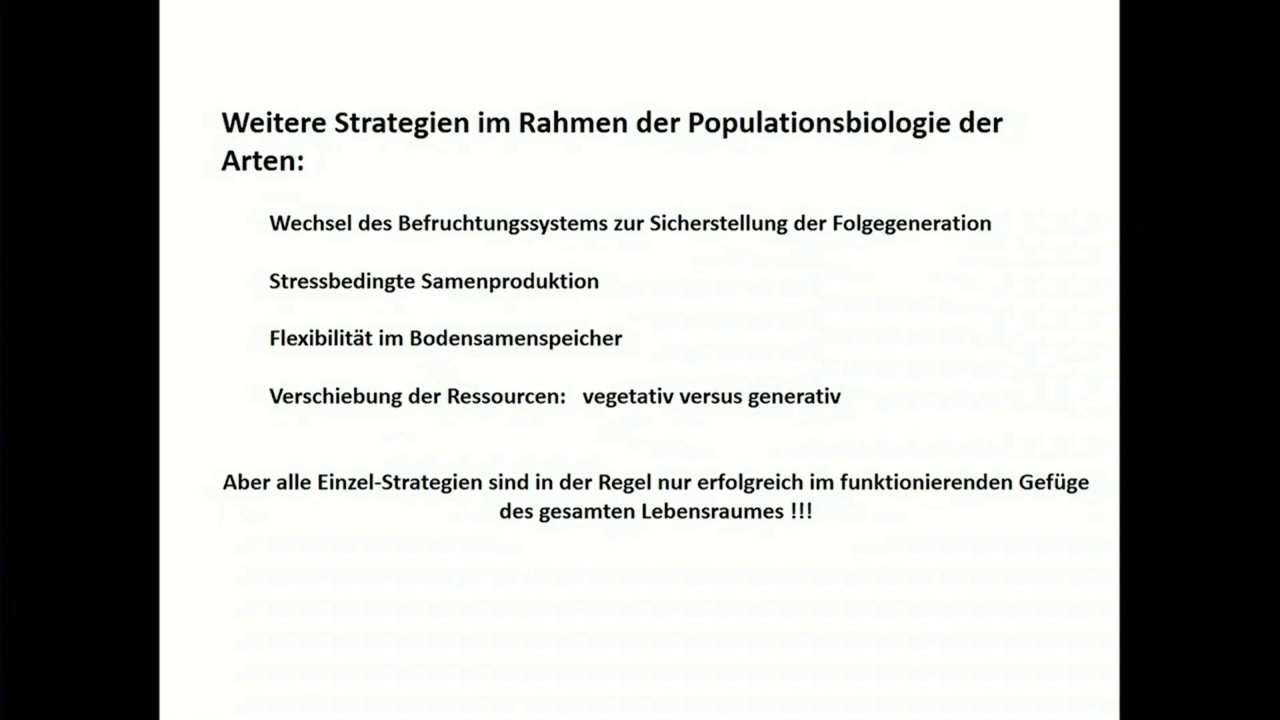 Weitere Strategien im Rahmen der Populationsbiologie der
Arten:
Wechsel des Befruchtungssystems zur Sicherstellung der Folgegeneration
Stressbedingte Samenproduktion
Flexibilität im Bodensamenspeicher
Verschiebung der Ressourcen: vegetativ versus generativ
Aber alle Einzel-Strategien sind in der Regel nur erfolgreich im funktionierenden Gefüge
des gesamten Lebensraumes !!!